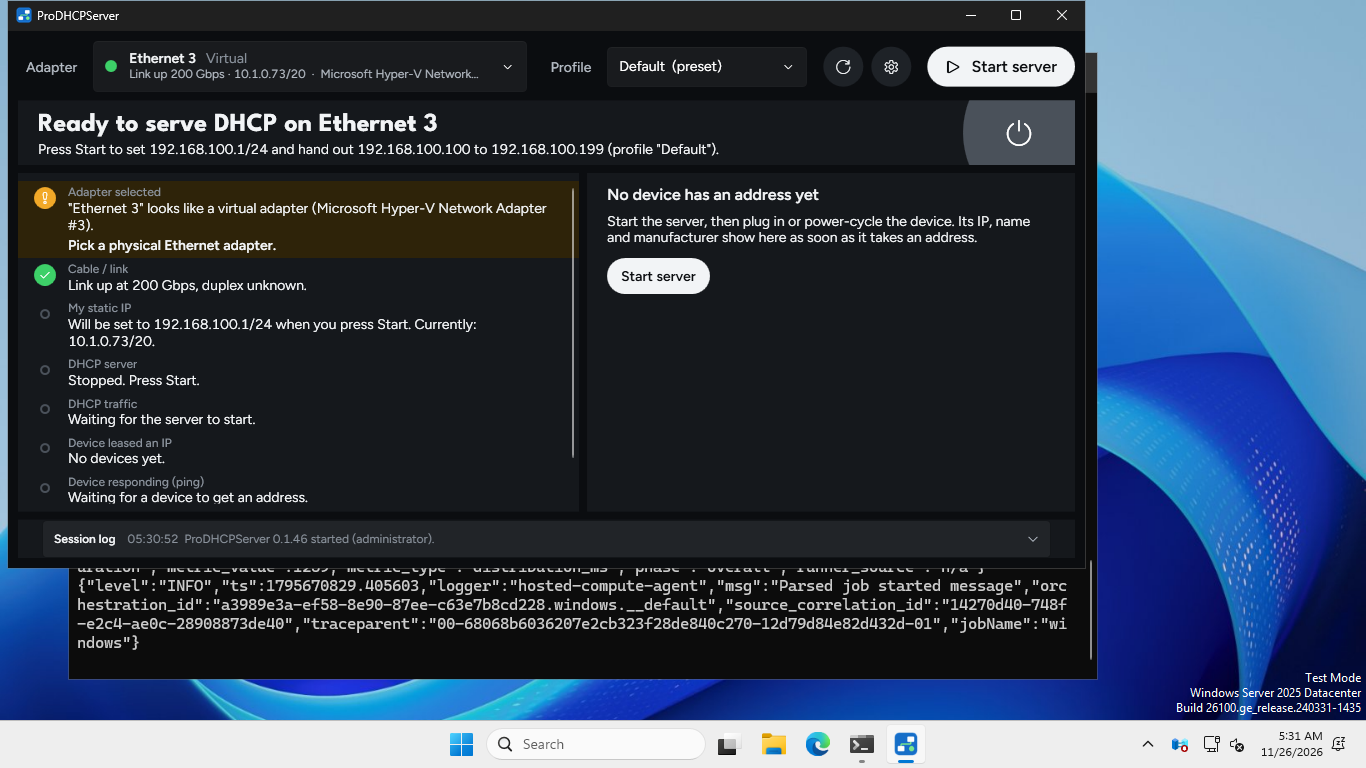 ProDHCPServer
Adapter
Ethernet 3 Virtual
Link up 200 Gbps · 10.1.0.73/20 · Microsoft Hyper-V Network...
Profile
Default (preset)
Start server
Ready to serve DHCP on Ethernet 3
Press Start to set 192.168.100.1/24 and hand out 192.168.100.100 to 192.168.100.199 (profile "Default").
Adapter selected
"Ethernet 3" looks like a virtual adapter (Microsoft Hyper-V Network Adapter
#3).
Pick a physical Ethernet adapter.
Cable / link
Link up at 200 Gbps, duplex unknown.
My static IP
Will be set to 192.168.100.1/24 when you press Start. Currently:
10.1.0.73/20.
DHCP server
Stopped. Press Start.
DHCP traffic
Waiting for the server to start.
Device leased an IP
No devices yet.
Device responding (ping)
Waiting for a device to get an address.
No device has an address yet
Start the server, then plug in or power-cycle the device. Its IP, name
and manufacturer show here as soon as it takes an address.
Start server
Session log 05:30:52 ProDHCPServer 0.1.46 started (administrator).
{"level":"INFO","ts":1795670829.405603,"logger":"hosted-compute-agent","msg":"Parsed job started message","orc
hestration_id":"a3989e3a-ef58-8e90-87ee-c63e7b8cd228.windows.__default","source_correlation_id":"14270d40-748f
-e2c4-ae0c-28908873de40","traceparent":"00-68068b6036207e2cb323f28de840c270-12d79d84e82d432d-01","jobName":"wi
ndows"}
Test Mode
Windows Server 2025 Datacenter
Build 26100.ge_release.240331-1435
Search
5:31 AM
11/26/2026